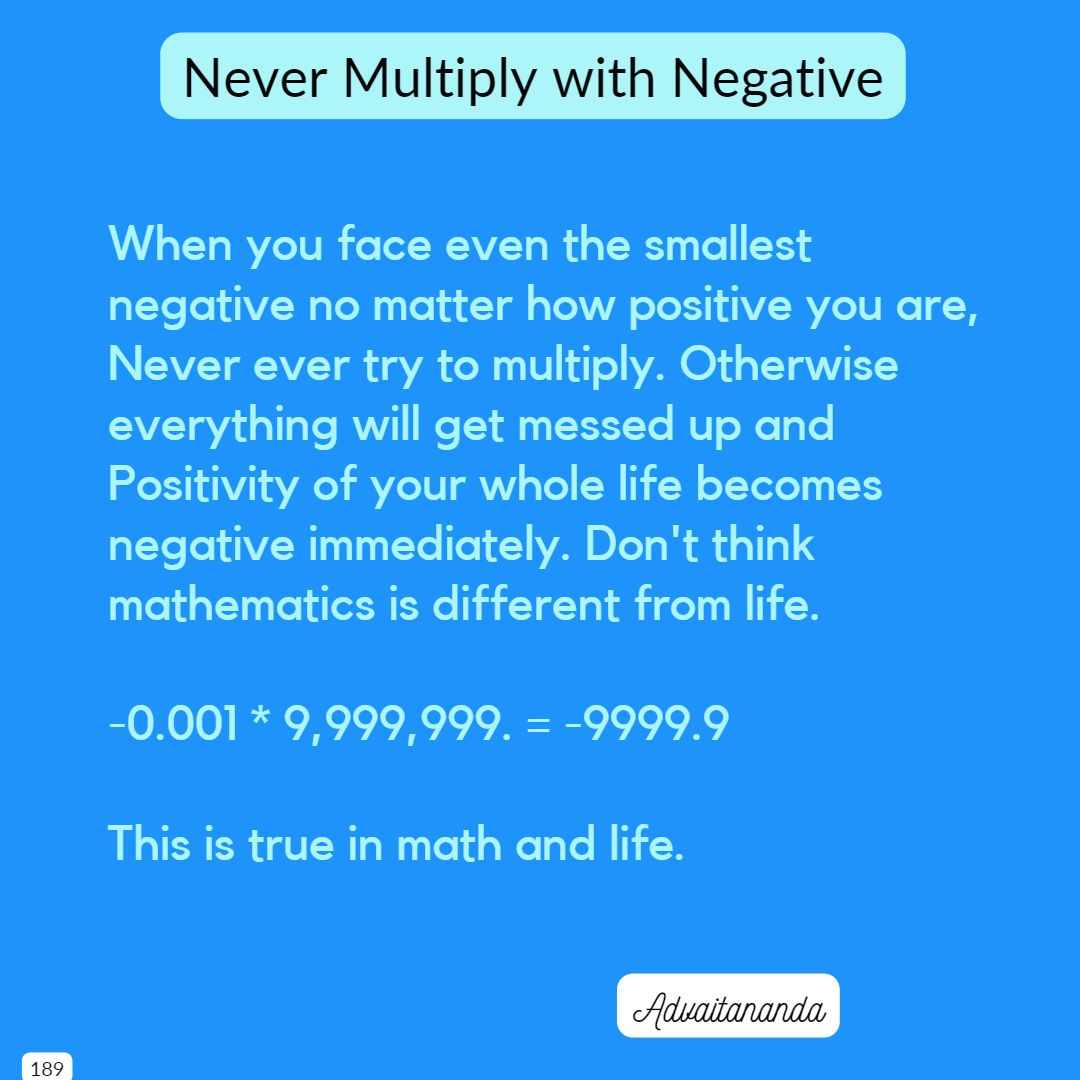 Never Multiply with Negative
When you face even the smallest
negative no matter how positive you are,
Never ever try to multiply. Otherwise
everything will get messed up and
Positivity of your whole life becomes
negative immediately. Don't think
mathematics is different from life.
-0.001 * 9,999,999. = -9999.9
This is true in math and life.
Advaitananda
189